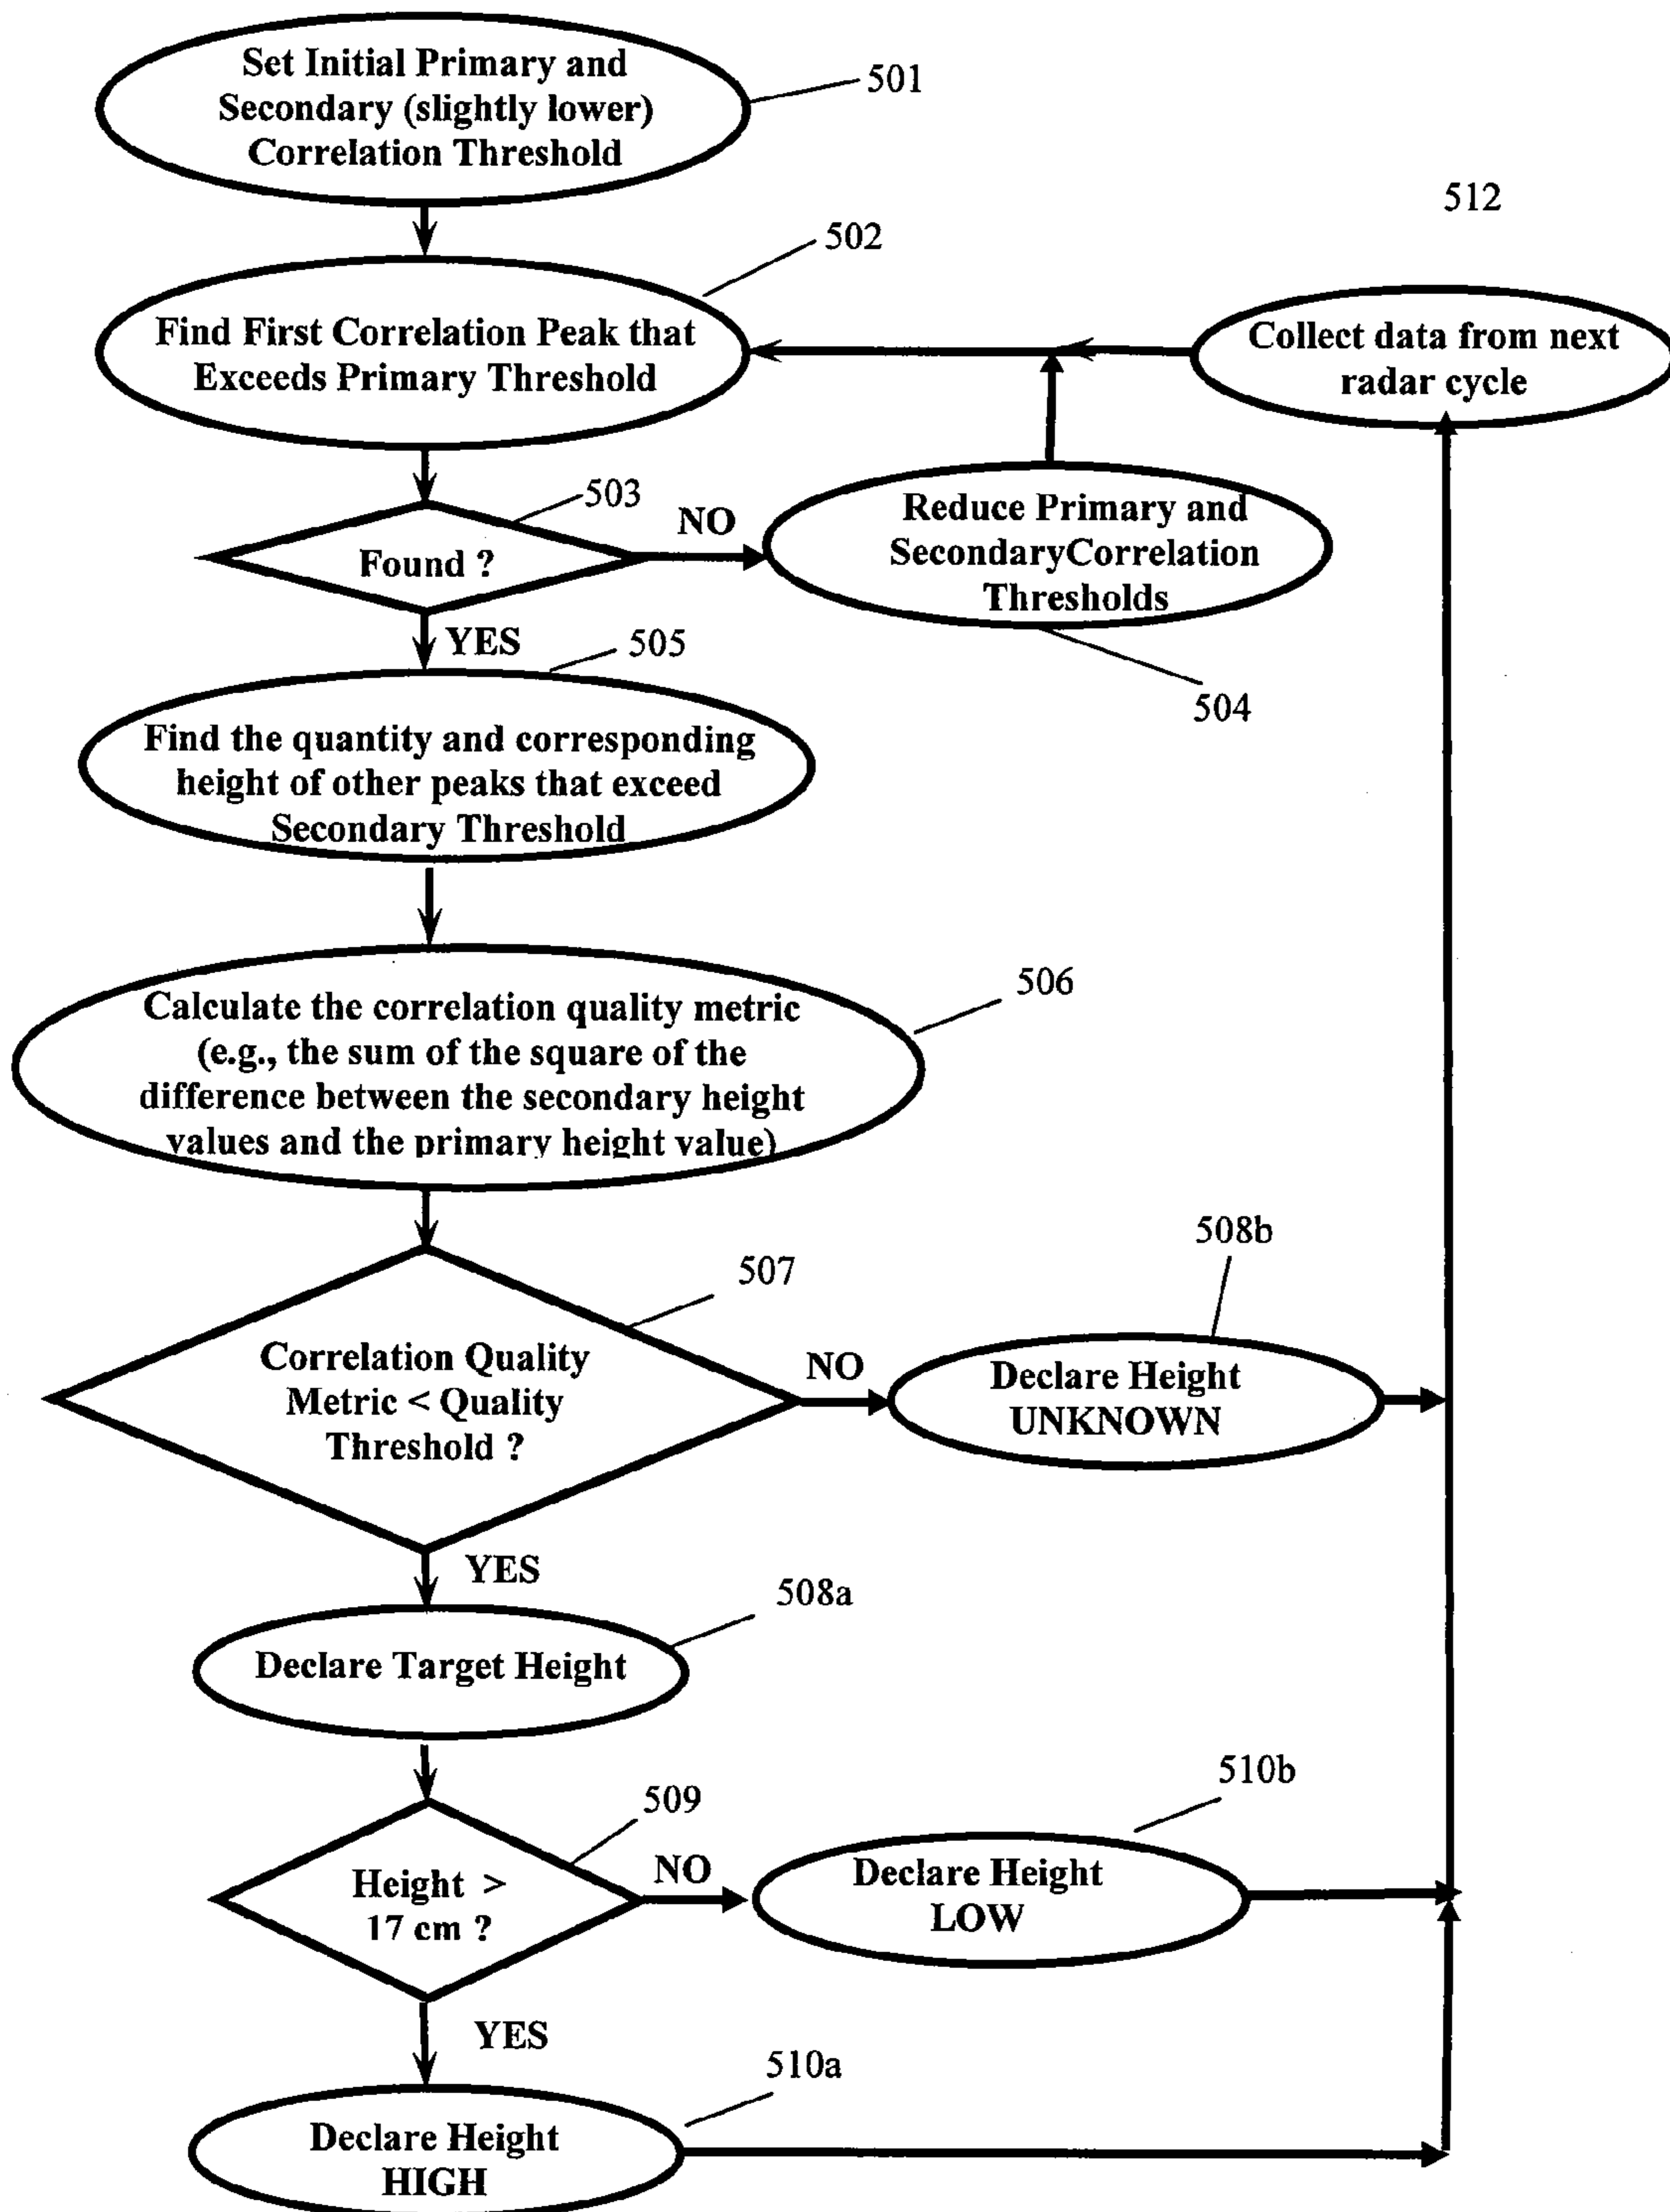 Set Initial Primary and
Secondary (slightly lower)
Correlation Threshold
501
512
502
Find First Correlation Peak that
Exceeds Primary Threshold
Collect data from next
radar cycle
503
Found ?
NO
Reduce Primary and
SecondaryCorrelation
Thresholds
504
YES
505
Find the quantity and corresponding
height of other peaks that exceed
Secondary Threshold
506
Calculate the correlation quality metric
(e.g., the sum of the square of the
difference between the secondary height
values and the primary height value)
507
Correlation Quality
Metric < Quality
Threshold ?
NO
508b
Declare Height
UNKNOWN
YES
508a
Declare Target Height
509
Height >
17 cm ?
NO
510b
Declare Height
LOW
YES
510a
Declare Height
HIGH